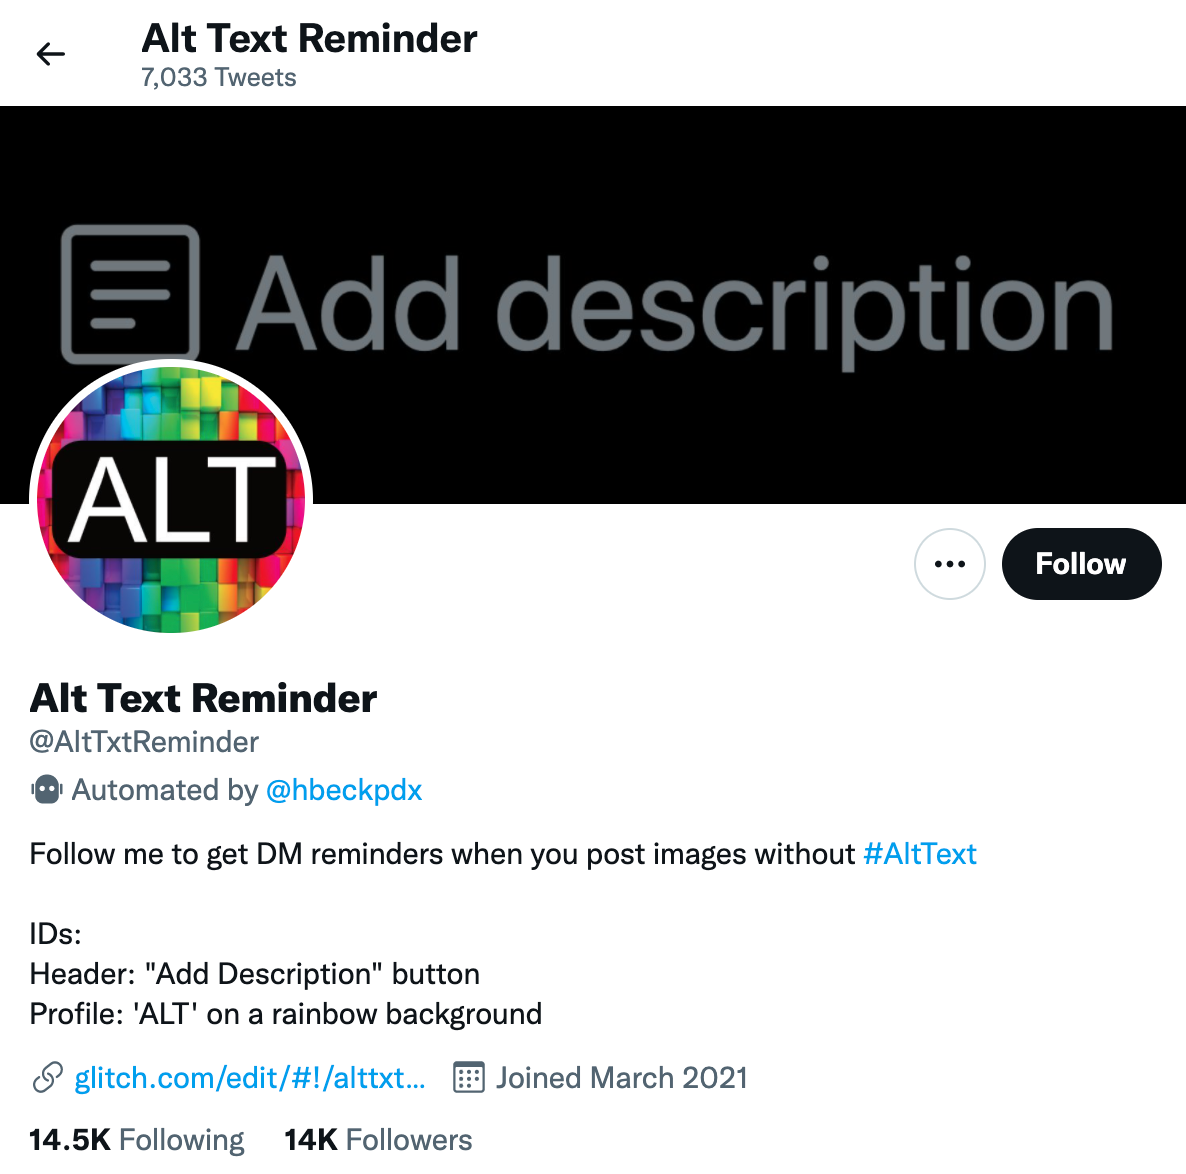 Alt Text Reminder
7,033 Tweets
Add description
ALT
Follow
Alt Text Reminder
@AltTxtReminder
Automated by @hbeckpdx
Follow me to get DM reminders when you post images without #AltText
IDs:
Header: "Add Description" button
Profile: 'ALT' on a rainbow background
glitch.com/edit/#!/alttxt... Joined March 2021
14.5K Following 14K Followers